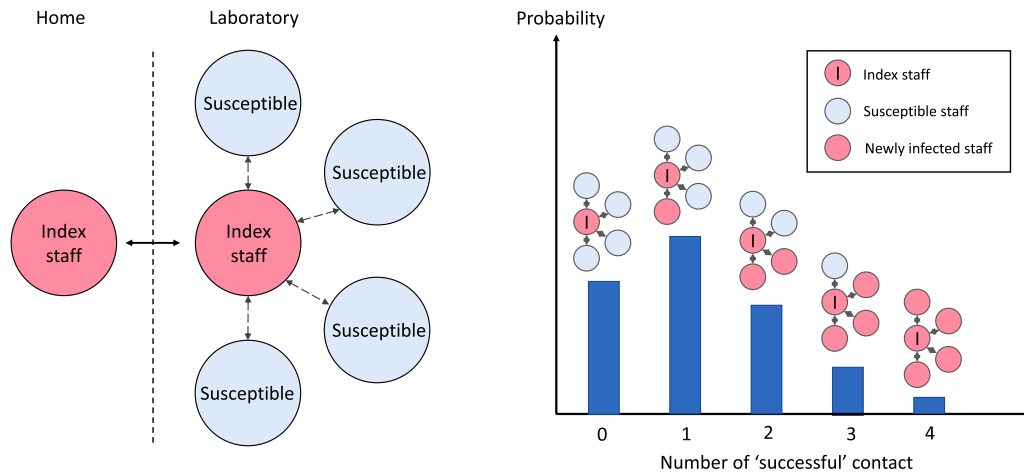 Home
Laboratory
Susceptible
Susceptible
Index
staff
Index
staff
Susceptible
Susceptible
Probability
I
Index staff
Susceptible staff
Newly infected staff
I
I
I
I
I
0
1
2
3
4
Number of ‘successful’ contact